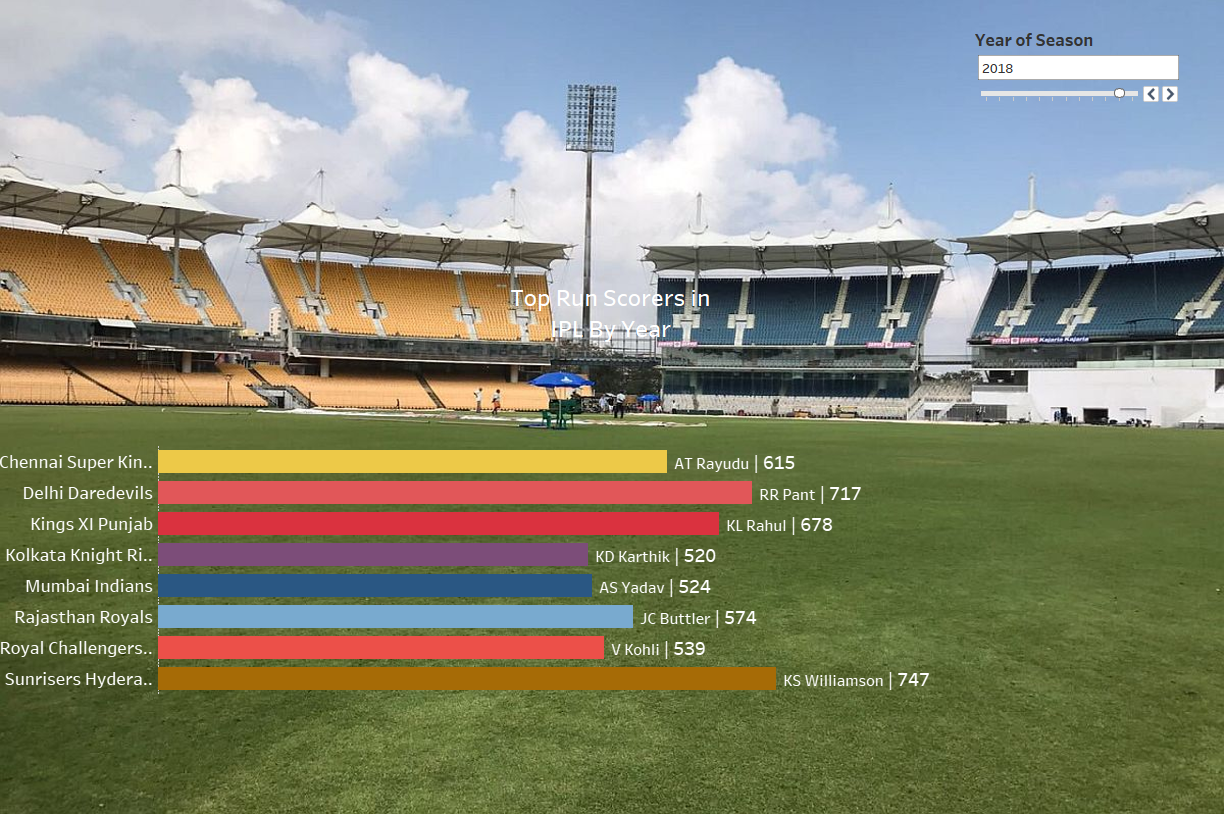 Year of Season
2018
Top Run Scorers in
IPL By Year
Kajaria Kajaria
Chennai Super Kin.. AT Rayudu | 615
Delhi Daredevils RR Pant | 717
Kings XI Punjab KL Rahul | 678
Kolkata Knight Ri.. KD Karthik | 520
Mumbai Indians AS Yadav | 524
Rajasthan Royals JC Buttler | 574
Royal Challengers.. V Kohli | 539
Sunrisers Hydera.. KS Williamson | 747